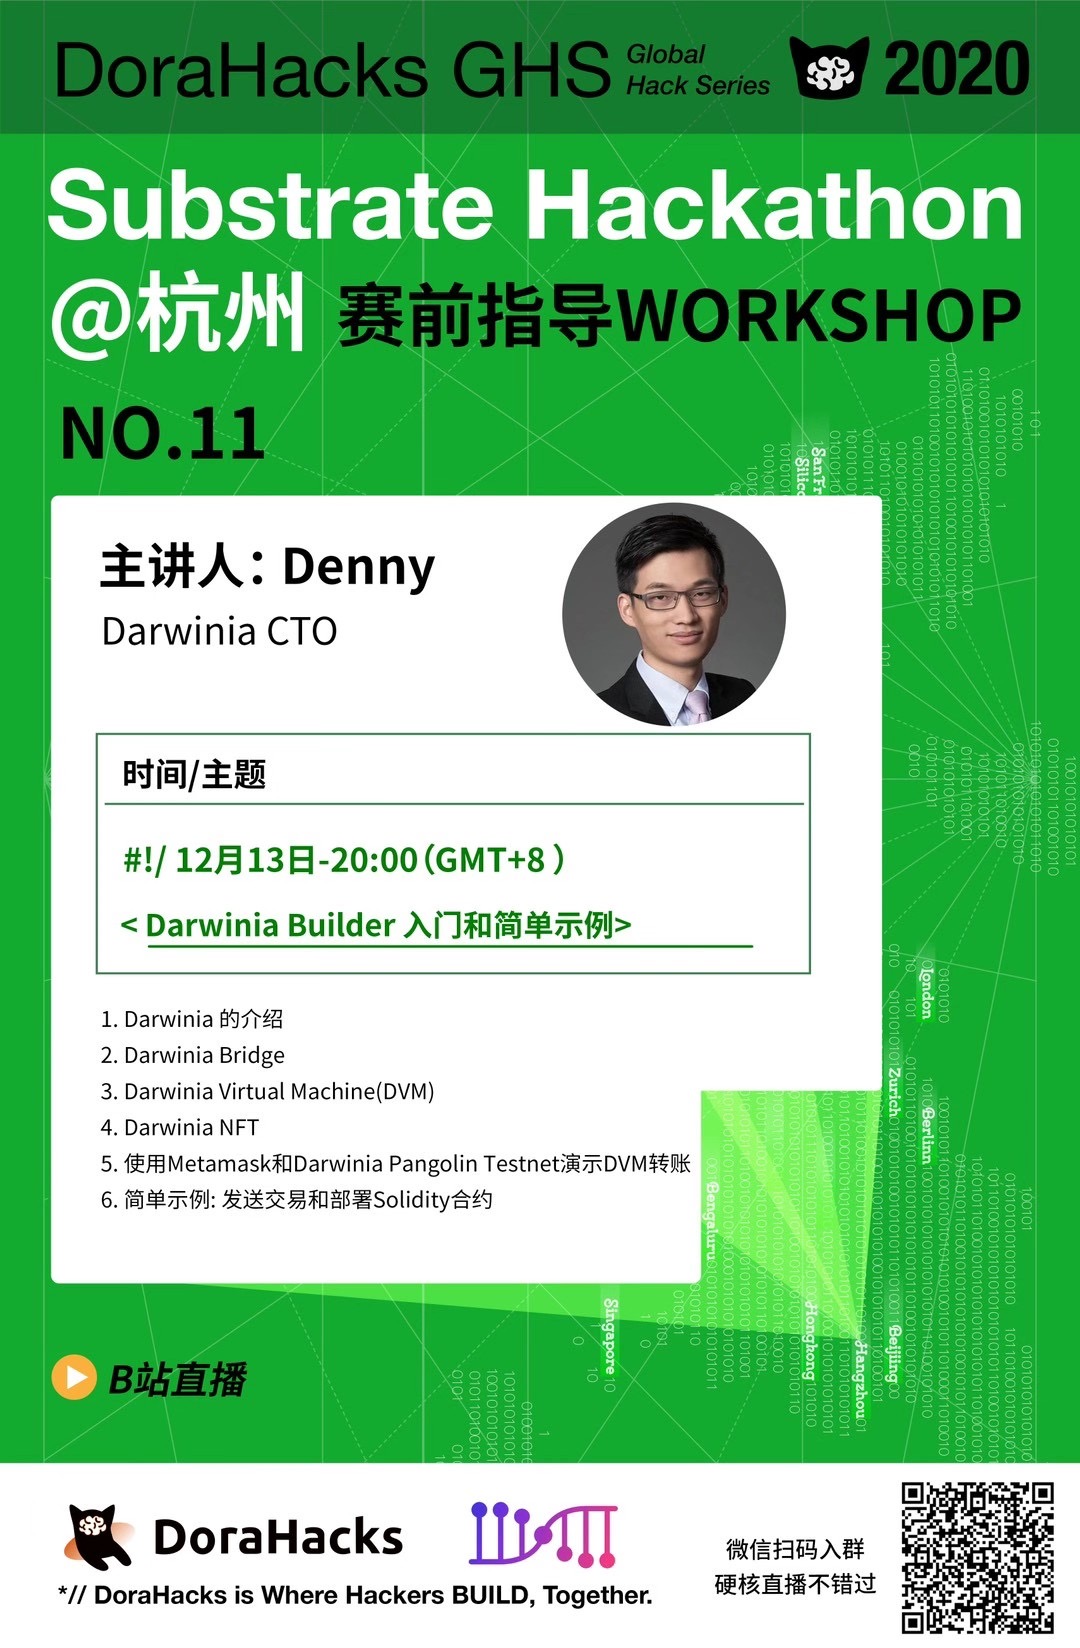 DoraHacks GHS Global Hack Series 2020
Substrate Hackathon
@杭州 赛前指导WORKSHOP
NO.11
主讲人：Denny
Darwinia CTO
时间/主题
#!/ 12月13日-20:00（GMT+8 ）
< Darwinia Builder 入门和简单示例>
1. Darwinia 的介绍
2. Darwinia Bridge
3. Darwinia Virtual Machine(DVM)
4. Darwinia NFT
5. 使用Metamask和Darwinia Pangolin Testnet演示DVM转账
6. 简单示例: 发送交易和部署Solidity合约
SanFr
Silico
london
Zurich
Berlinn
Bengaluru
Singapore
Hongkong
Hangzhou
Beijing
B站直播
DoraHacks
*// DoraHacks is Where Hackers BUILD, Together.
微信扫码入群
硬核直播不错过